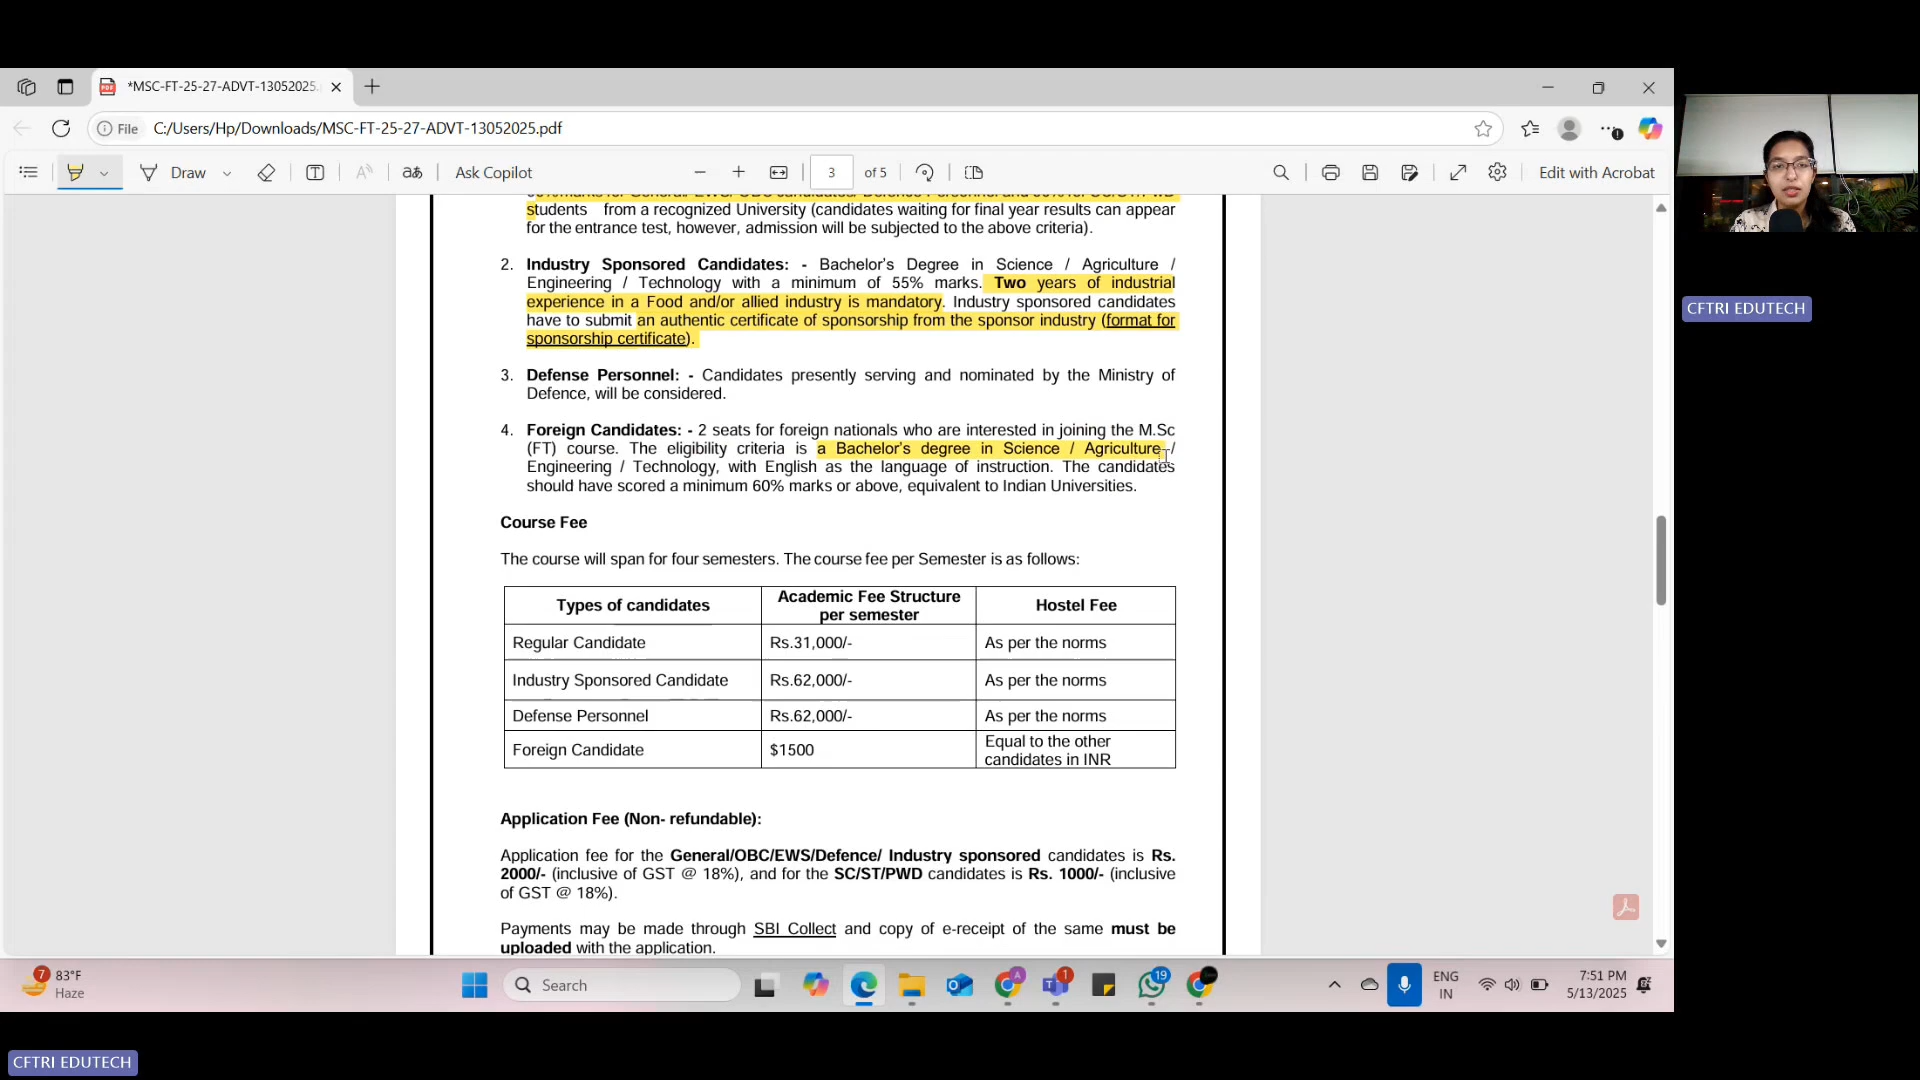 *MSC-FT-25-27-ADVT-13052025.
File C:/Users/Hp/Downloads/MSC-FT-25-27-ADVT-13052025.pdf
Draw
Ask Copilot
3 of 5
Edit with Acrobat
students from a recognized University (candidates waiting for final year results can appear
for the entrance test, however, admission will be subjected to the above criteria).
2. Industry Sponsored Candidates: - Bachelor's Degree in Science / Agriculture /
Engineering / Technology with a minimum of 55% marks. Two years of industrial
experience in a Food and/or allied industry is mandatory. Industry sponsored candidates
have to submit an authentic certificate of sponsorship from the sponsor industry (format for
sponsorship certificate).
3. Defense Personnel: - Candidates presently serving and nominated by the Ministry of
Defence, will be considered.
4. Foreign Candidates: - 2 seats for foreign nationals who are interested in joining the M.Sc
(FT) course. The eligibility criteria is a Bachelor's degree in Science / Agriculture /
Engineering / Technology, with English as the language of instruction. The candidates
should have scored a minimum 60% marks or above, equivalent to Indian Universities.
Course Fee
The course will span for four semesters. The course fee per Semester is as follows:
Types of candidates Academic Fee Structure per semester Hostel Fee
Regular Candidate Rs.31,000/- As per the norms
Industry Sponsored Candidate Rs.62,000/- As per the norms
Defense Personnel Rs.62,000/- As per the norms
Foreign Candidate $1500 Equal to the other candidates in INR
Application Fee (Non- refundable):
Application fee for the General/OBC/EWS/Defence/ Industry sponsored candidates is Rs.
2000/- (inclusive of GST @ 18%), and for the SC/ST/PWD candidates is Rs. 1000/- (inclusive
of GST @ 18%).
Payments may be made through SBI Collect and copy of e-receipt of the same must be
uploaded with the application.
CFTRI EDUTECH
7
83°F
Haze
Search
A
1
19
ENG
IN
7:51 PM
5/13/2025
CFTRI EDUTECH